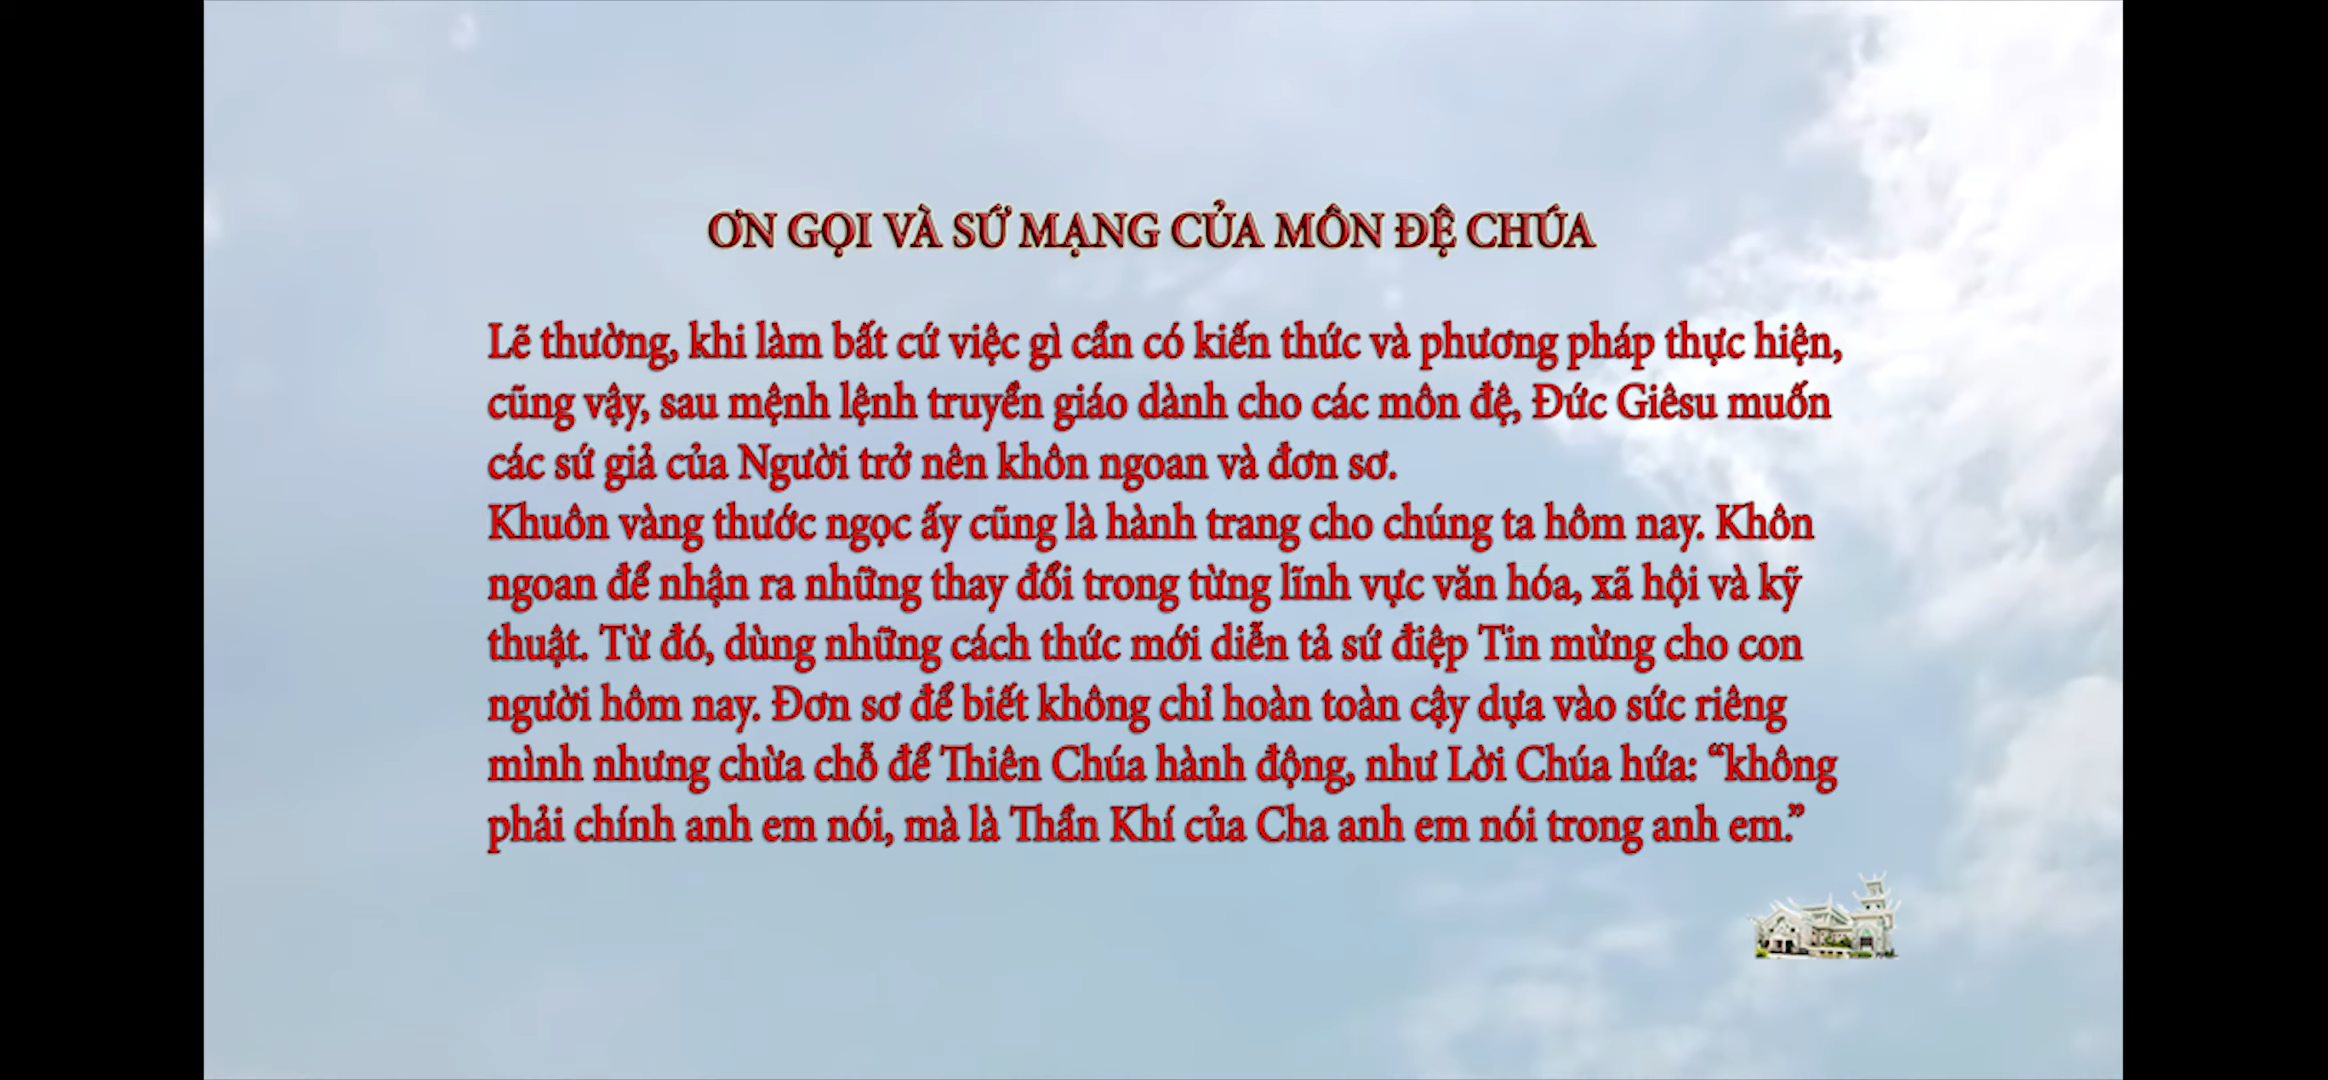 ƠN GỌI VÀ SỨ MẠNG CỦA MÔN ĐỆ CHÚA
Lẽ thường, khi làm bất cứ việc gì cần có kiến thức và phương pháp thực hiện,
cũng vậy, sau mệnh lệnh truyền giáo dành cho các môn đệ, Đức Giêsu muốn
các sứ giả của Người trở nên khôn ngoan và đơn sơ.
Khuôn vàng thước ngọc ấy cũng là hành trang cho chúng ta hôm nay. Khôn
ngoan để nhận ra những thay đổi trong từng lĩnh vực văn hóa, xã hội và kỹ
thuật. Từ đó, dùng những cách thức mới diễn tả sứ điệp Tin mừng cho con
người hôm nay. Đơn sơ để biết không chỉ hoàn toàn cậy dựa vào sức riêng
mình nhưng chừa chỗ để Thiên Chúa hành động, như Lời Chúa hứa: “không
phải chính anh em nói, mà là Thần Khí của Cha anh em nói trong anh em.”